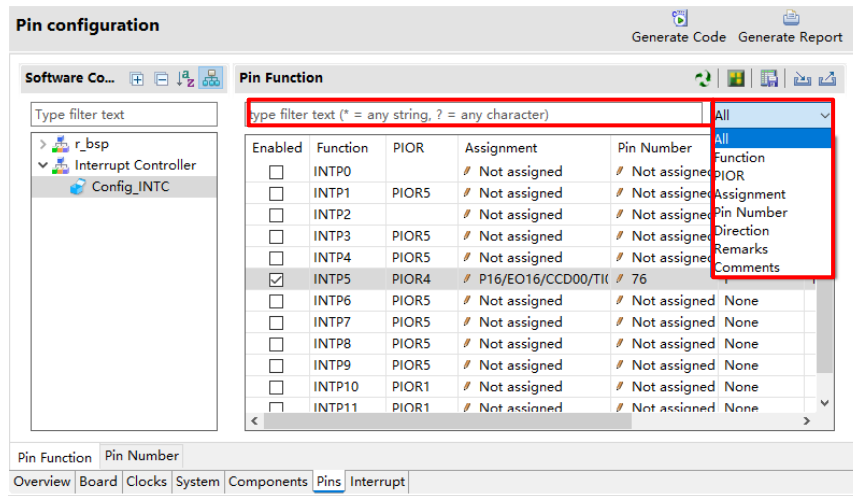 Pin configuration
Generate Code Generate Report
Software Co... Pin Function
Type filter text
type filter text (* = any string, ? = any character) All
r_bsp
Interrupt Controller
Config_INTC
All
Function
PIOR
Assignment
Pin Number
Direction
Remarks
Comments
Enabled Function PIOR Assignment Pin Number
INTP0 Not assigned Not assigned
INTP1 PIOR5 Not assigned Not assigned
INTP2 Not assigned Not assigned
INTP3 PIOR5 Not assigned Not assigned
INTP4 PIOR5 Not assigned Not assigned
INTP5 PIOR4 P16/EO16/CCD00/TI( 76
INTP6 PIOR5 Not assigned Not assigned None
INTP7 PIOR5 Not assigned Not assigned None
INTP8 PIOR5 Not assigned Not assigned None
INTP9 PIOR5 Not assigned Not assigned None
INTP10 PIOR1 Not assigned Not assigned None
INTP11 PIOR1 Not assigned Not assigned None
Pin Function Pin Number
Overview Board Clocks System Components Pins Interrupt